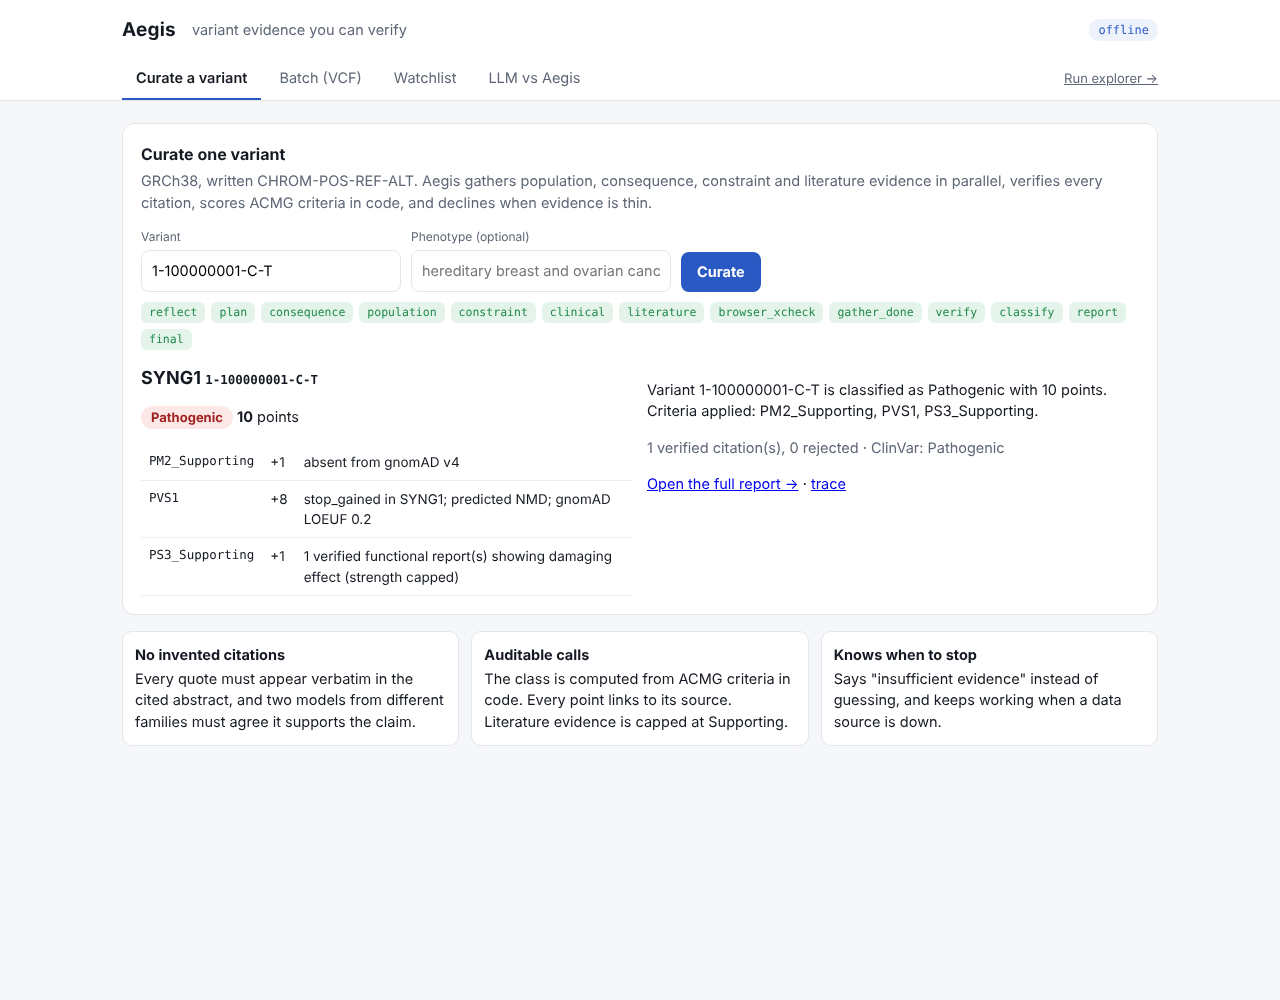 Aegis variant evidence you can verify offline
Curate a variant Batch (VCF) Watchlist LLM vs Aegis Run explorer →
Curate one variant
GRCh38, written CHROM-POS-REF-ALT. Aegis gathers population, consequence, constraint and literature evidence in parallel, verifies every
citation, scores ACMG criteria in code, and declines when evidence is thin.
Variant Phenotype (optional)
1-100000001-C-T hereditary breast and ovarian canc Curate
reflect plan consequence population constraint clinical literature browser_xcheck gather_done verify classify report
final
SYNG1 1-100000001-C-T
Pathogenic 10 points
PM2_Supporting +1 absent from gnomAD v4
PVS1 +8 stop_gained in SYNG1; predicted NMD; gnomAD
LOEUF 0.2
PS3_Supporting +1 1 verified functional report(s) showing damaging
effect (strength capped)
Variant 1-100000001-C-T is classified as Pathogenic with 10 points.
Criteria applied: PM2_Supporting, PVS1, PS3_Supporting.
1 verified citation(s), 0 rejected · ClinVar: Pathogenic
Open the full report → · trace
No invented citations
Every quote must appear verbatim in the
cited abstract, and two models from different
families must agree it supports the claim.
Auditable calls
The class is computed from ACMG criteria in
code. Every point links to its source.
Literature evidence is capped at Supporting.
Knows when to stop
Says "insufficient evidence" instead of
guessing, and keeps working when a data
source is down.